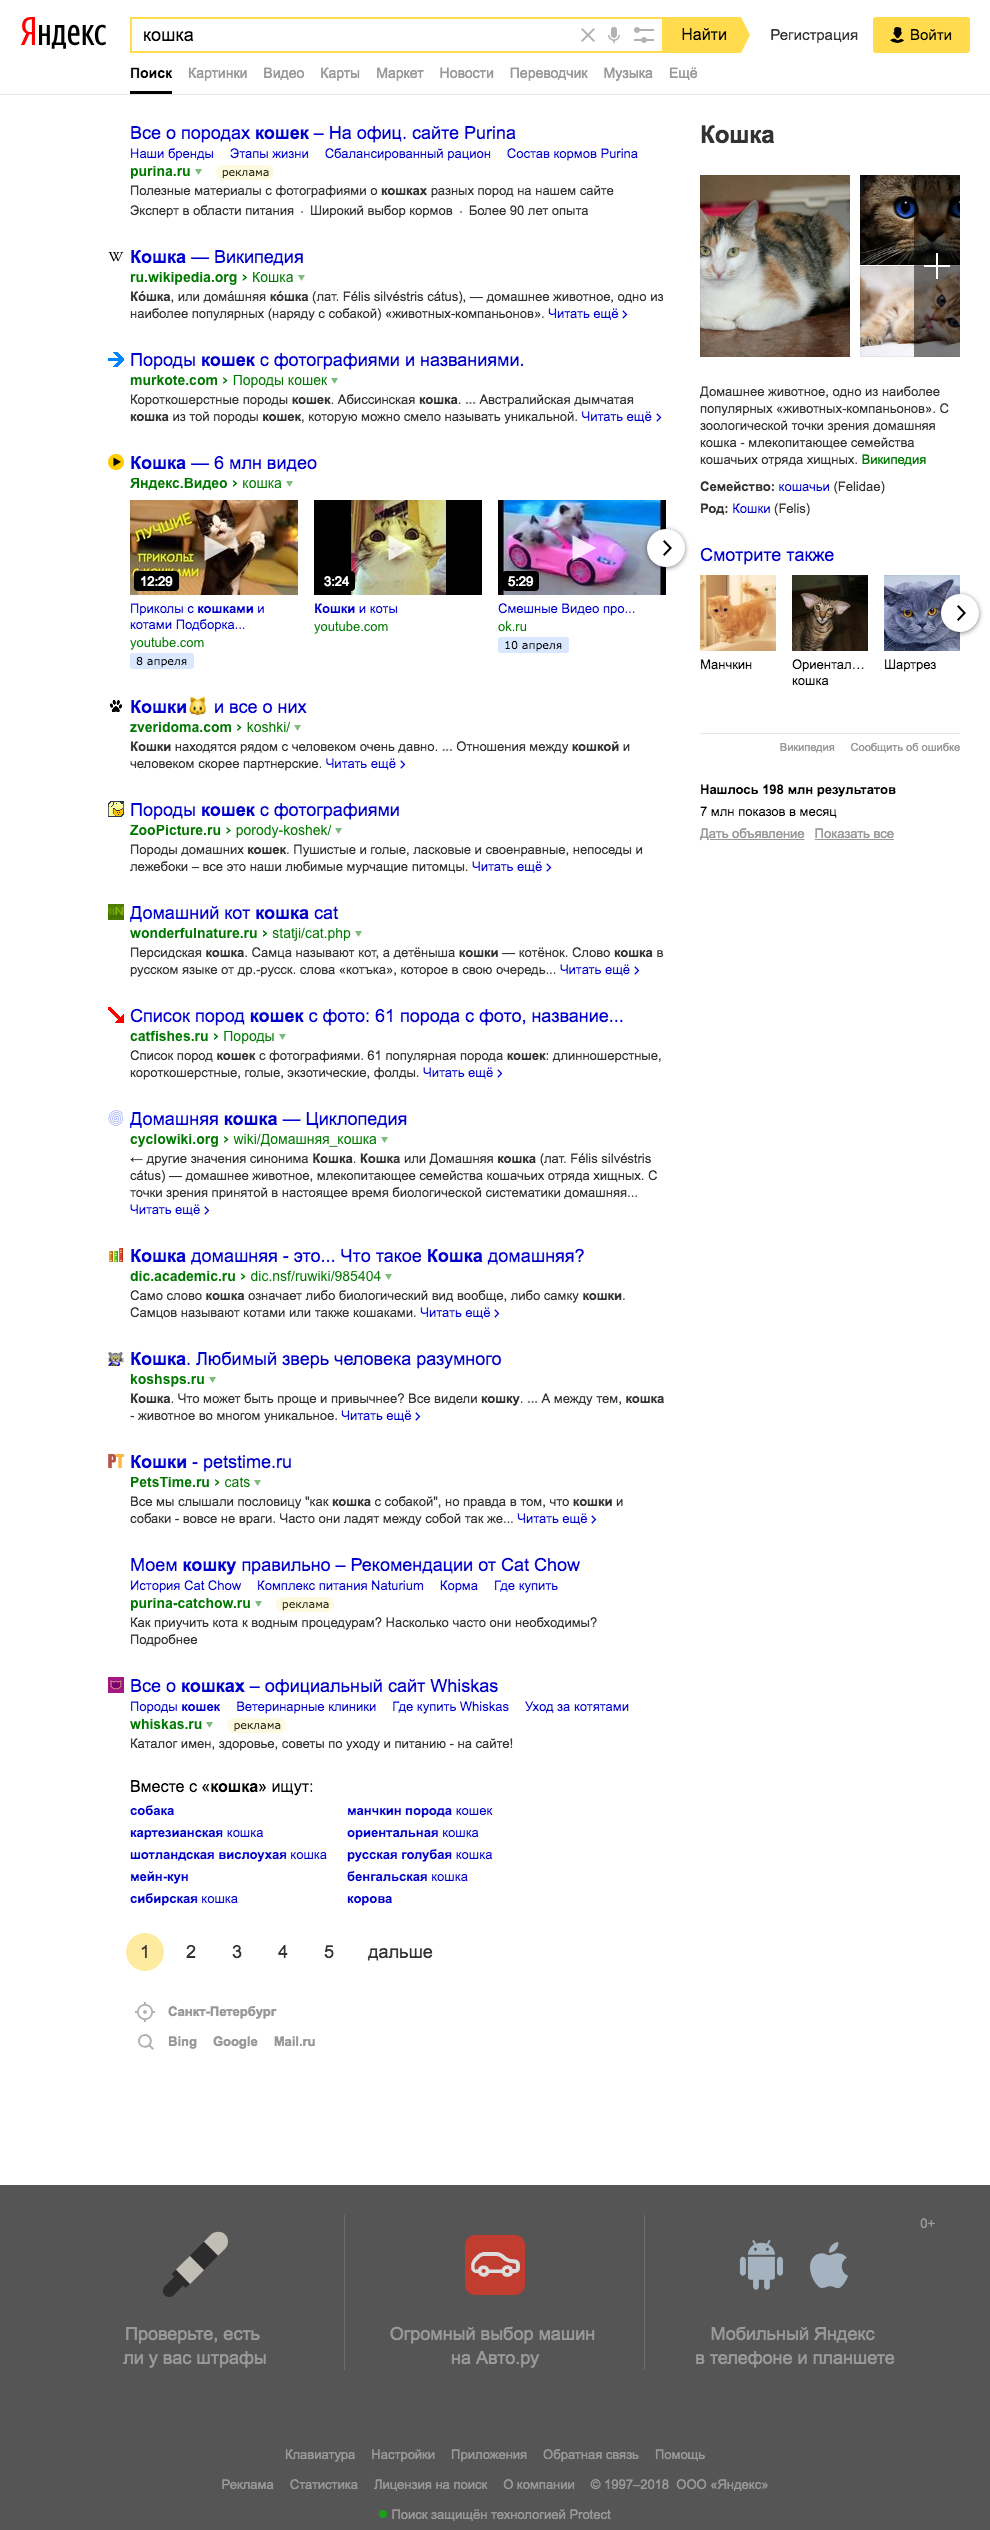 Яндекс
кошка
Найти
Регистрация
Войти
Поиск Картинки Видео Карты Маркет Новости Переводчик Музыка Ещё
Все о породах кошек – На офиц. сайте Purina
Наши бренды Этапы жизни Сбалансированный рацион Состав кормов Purina
purina.ru реклама
Полезные материалы с фотографиями о кошках разных пород на нашем сайте
Эксперт в области питания · Широкий выбор кормов · Более 90 лет опыта
W Кошка — Википедия
ru.wikipedia.org › Кошка
Ко́шка, или дома́шняя ко́шка (лат. Félis silvéstris cátus), — домашнее животное, одно из
наиболее популярных (наряду с собакой) «животных-компаньонов». Читать ещё ›
Породы кошек с фотографиями и названиями.
murkote.com › Породы кошек
Короткошерстные породы кошек. Абиссинская кошка. ... Австралийская дымчатая
кошка из той породы кошек, которую можно смело называть уникальной. Читать ещё ›
Кошка — 6 млн видео
Яндекс.Видео › кошка
ЛУЧШИЕ
ПРИКОЛЫ
С КОШКАМИ
12:29
3:24
5:29
Приколы с кошками и
котами Подборка...
youtube.com
8 апреля
Кошки и коты
youtube.com
Смешные Видео про...
ok.ru
10 апреля
Кошки🐱 и все о них
zveridoma.com › koshki/
Кошки находятся рядом с человеком очень давно. ... Отношения между кошкой и
человеком скорее партнерские. Читать ещё ›
Породы кошек с фотографиями
ZooPicture.ru › porody-koshek/
Породы домашних кошек. Пушистые и голые, ласковые и своенравные, непоседы и
лежебоки – все это наши любимые мурчащие питомцы. Читать ещё ›
Домашний кот кошка cat
wonderfulnature.ru › statji/cat.php
Персидская кошка. Самца называют кот, а детёныша кошки — котёнок. Слово кошка в
русском языке от др.-русск. слова «котъка», которое в свою очередь... Читать ещё ›
Список пород кошек с фото: 61 порода с фото, название...
catfishes.ru › Породы
Список пород кошек с фотографиями. 61 популярная порода кошек: длинношерстные,
короткошерстные, голые, экзотические, фолды. Читать ещё ›
Домашняя кошка — Циклопедия
cyclowiki.org › wiki/Домашняя_кошка
← другие значения синонима Кошка. Кошка или Домашняя кошка (лат. Félis silvéstris
cátus) — домашнее животное, млекопитающее семейства кошачьих отряда хищных. С
точки зрения принятой в настоящее время биологической систематики домашняя...
Читать ещё ›
Кошка домашняя - это... Что такое Кошка домашняя?
dic.academic.ru › dic.nsf/ruwiki/985404
Само слово кошка означает либо биологический вид вообще, либо самку кошки.
Самцов называют котами или также кошаками. Читать ещё ›
Кошка. Любимый зверь человека разумного
koshsps.ru
Кошка. Что может быть проще и привычнее? Все видели кошку. ... А между тем, кошка
- животное во многом уникальное. Читать ещё ›
PT Кошки - petstime.ru
PetsTime.ru › cats
Все мы слышали пословицу "как кошка с собакой", но правда в том, что кошки и
собаки - вовсе не враги. Часто они ладят между собой так же... Читать ещё ›
Моем кошку правильно – Рекомендации от Cat Chow
История Cat Chow Комплекс питания Naturium Корма Где купить
purina-catchow.ru реклама
Как приучить кота к водным процедурам? Насколько часто они необходимы?
Подробнее
Все о кошках – официальный сайт Whiskas
Породы кошек Ветеринарные клиники Где купить Whiskas Уход за котятами
whiskas.ru реклама
Каталог имен, здоровье, советы по уходу и питанию - на сайте!
Вместе с «кошка» ищут:
собака
картезианская кошка
шотландская вислоухая кошка
мейн-кун
сибирская кошка
манчкин порода кошек
ориентальная кошка
русская голубая кошка
бенгальская кошка
корова
1 2 3 4 5 дальше
Санкт-Петербург
Bing Google Mail.ru
Кошка
Домашнее животное, одно из наиболее
популярных «животных-компаньонов». С
зоологической точки зрения домашняя
кошка - млекопитающее семейства
кошачьих отряда хищных. Википедия
Семейство: кошачьи (Felidae)
Род: Кошки (Felis)
Смотрите также
Манчкин
Ориентал...
кошка
Шартрез
Википедия Сообщить об ошибке
Нашлось 198 млн результатов
7 млн показов в месяц
Дать объявление Показать все
0+
Проверьте, есть
ли у вас штрафы
Огромный выбор машин
на Авто.ру
Мобильный Яндекс
в телефоне и планшете
Клавиатура Настройки Приложения Обратная связь Помощь
Реклама Статистика Лицензия на поиск О компании © 1997–2018 ООО «Яндекс»
Поиск защищён технологией Protect